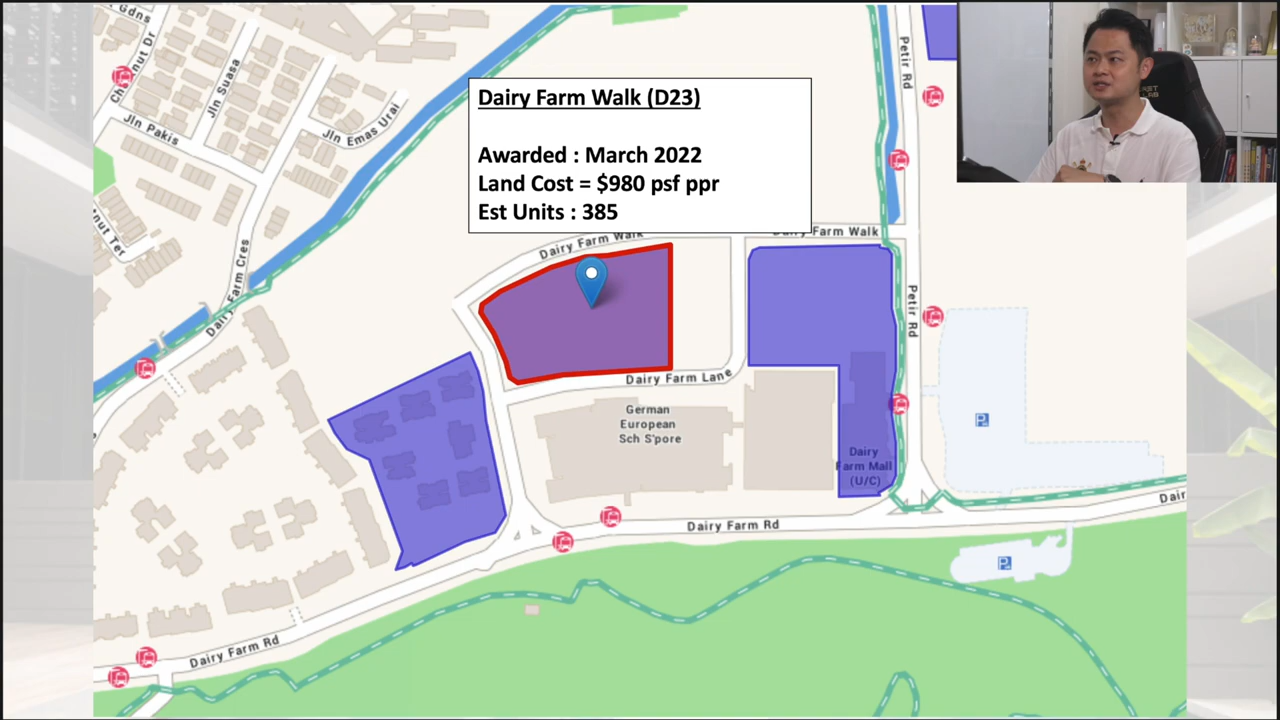 Gdns
Jln Suasa
Petir Rd
Dairy Farm Walk (D23)
Jln Pakis
Jln Emas Urai
Awarded : March 2022
Land Cost = $980 psf ppr
Est Units : 385
Dairy Farm Walk
Farm Walk
Dairy Farm Cres
Petir Rd
Dairy Farm Lane
German
European
Sch S'pore
Dairy
Farm Mall
(U/C)
P
Dairy Farm Rd
P
Dairy Farm Rd